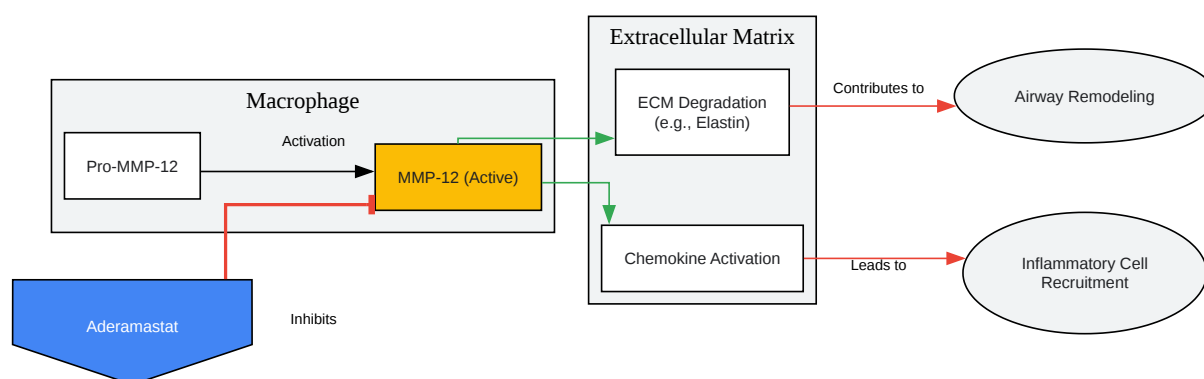 Extracellular Matrix
Macrophage
ECM Degradation
(e.g., Elastin)
Contributes to
Airway Remodeling
Activation
Pro-MMP-12
MMP-12 (Active)
Chemokine Activation
Leads to
Inflammatory Cell
Recruitment
Aderamastat
Inhibits